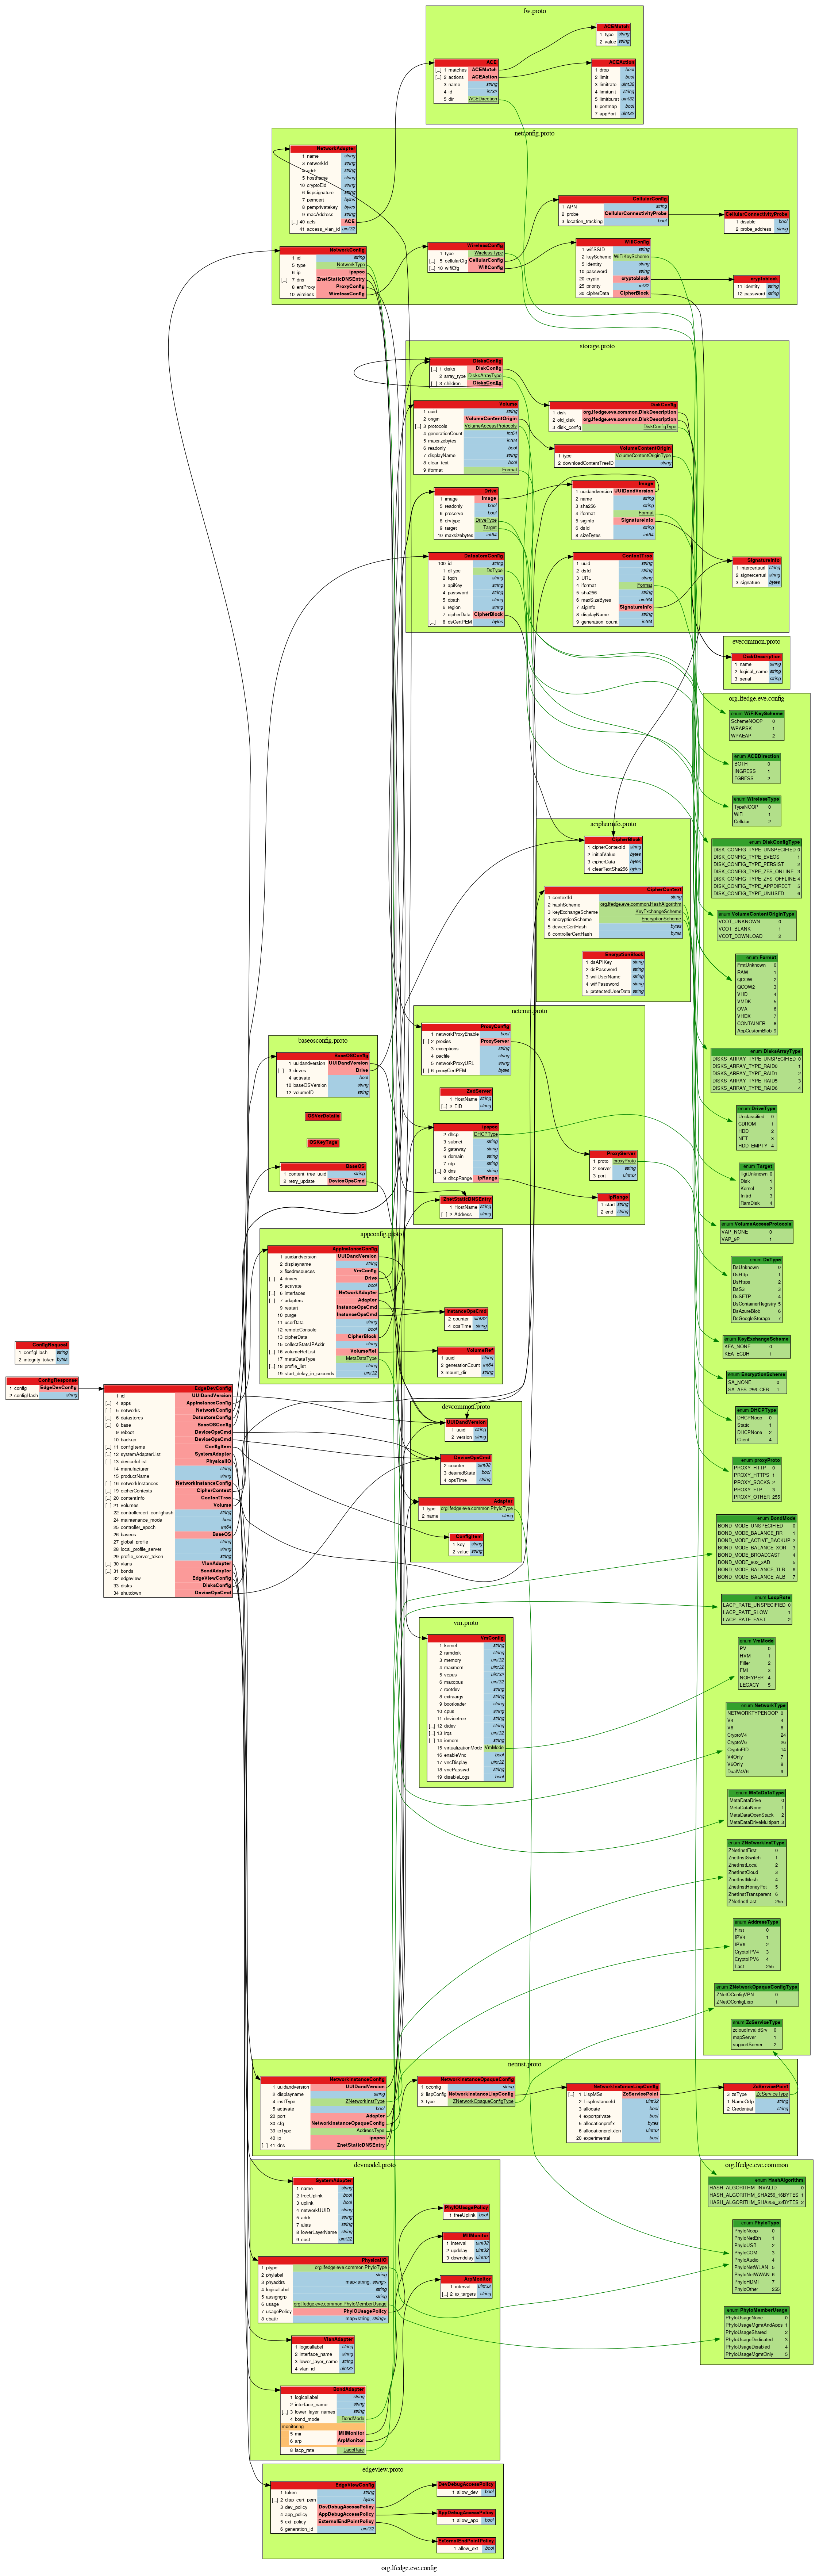 fw.proto
ACEMatch
1 type string
2 value string
ACE
[...] 1 matches ACEMatch
[...] 2 actions ACEAction
3 name string
4 id int32
5 dir ACEDirection
ACEAction
1 drop bool
2 limit bool
3 limitrate uint32
4 limitunit string
5 limitburst uint32
6 portmap bool
7 appPort uint32
netconfig.proto
NetworkAdapter
1 name string
3 networkId string
4 addr string
5 hostname string
10 cryptoEid string
6 lispsignature string
7 pemcert bytes
8 pemprivatekey bytes
9 macAddress string
[...] 40 acls ACE
41 access_vlan_id uint32
CellularConfig
1 APN string
2 probe CellularConnectivityProbe
3 location_tracking bool
CellularConnectivityProbe
1 disable bool
2 probe_address string
NetworkConfig
1 id string
5 type NetworkType
6 ip ipspec
[...] 7 dns ZnetStaticDNSEntry
8 entProxy ProxyConfig
10 wireless WirelessConfig
WirelessConfig
1 type WirelessType
[...] 5 cellularCfg CellularConfig
[...] 10 wifiCfg WifiConfig
WifiConfig
1 wifiSSID string
2 keyScheme WiFiKeyScheme
5 identity string
10 password string
20 crypto cryptoblock
25 priority int32
30 cipherData CipherBlock
cryptoblock
11 identity string
12 password string
storage.proto
DisksConfig
[...] 1 disks DiskConfig
2 array_type DisksArrayType
[...] 3 children DisksConfig
DiskConfig
1 disk org.lfedge.eve.common.DiskDescription
2 old_disk org.lfedge.eve.common.DiskDescription
3 disk_config DiskConfigType
Volume
1 uuid string
2 origin VolumeContentOrigin
[...] 3 protocols VolumeAccessProtocols
4 generationCount int64
5 maxsizebytes int64
6 readonly bool
7 displayName string
8 clear_text bool
9 iformat Format
VolumeContentOrigin
1 type VolumeContentOriginType
2 downloadContentTreeID string
Drive
1 image Image
5 readonly bool
6 preserve bool
8 drvtype DriveType
9 target Target
10 maxsizebytes int64
Image
1 uuidandversion UUIDandVersion
2 name string
3 sha256 string
4 iformat Format
5 siginfo SignatureInfo
6 dsId string
8 sizeBytes int64
DatastoreConfig
100 id string
1 dType DsType
2 fqdn string
3 apiKey string
4 password string
5 dpath string
6 region string
7 cipherData CipherBlock
[...] 8 dsCertPEM bytes
ContentTree
1 uuid string
2 dsId string
3 URL string
4 iformat Format
5 sha256 string
6 maxSizeBytes uint64
7 siginfo SignatureInfo
8 displayName string
9 generation_count int64
SignatureInfo
1 intercertsurl string
2 signercerturl string
3 signature bytes
evecommon.proto
DiskDescription
1 name string
2 logical_name string
3 serial string
org.lfedge.eve.config
enum WiFiKeyScheme
SchemeNOOP 0
WPAPSK 1
WPAEAP 2
enum ACEDirection
BOTH 0
INGRESS 1
EGRESS 2
enum WirelessType
TypeNOOP 0
WiFi 1
Cellular 2
enum DiskConfigType
DISK_CONFIG_TYPE_UNSPECIFIED 0
DISK_CONFIG_TYPE_EVEOS 1
DISK_CONFIG_TYPE_PERSIST 2
DISK_CONFIG_TYPE_ZFS_ONLINE 3
DISK_CONFIG_TYPE_ZFS_OFFLINE 4
DISK_CONFIG_TYPE_APPDIRECT 5
DISK_CONFIG_TYPE_UNUSED 6
enum VolumeContentOriginType
VCOT_UNKNOWN 0
VCOT_BLANK 1
VCOT_DOWNLOAD 2
enum Format
FmtUnknown 0
RAW 1
QCOW 2
QCOW2 3
VHD 4
VMDK 5
OVA 6
VHDX 7
CONTAINER 8
AppCustomBlob 9
enum DisksArrayType
DISKS_ARRAY_TYPE_UNSPECIFIED 0
DISKS_ARRAY_TYPE_RAID0 1
DISKS_ARRAY_TYPE_RAID1 2
DISKS_ARRAY_TYPE_RAID5 3
DISKS_ARRAY_TYPE_RAID6 4
enum DriveType
Unclassified 0
CDROM 1
HDD 2
NET 3
HDD_EMPTY 4
enum Target
TgtUnknown 0
Disk 1
Kernel 2
Initrd 3
RamDisk 4
enum VolumeAccessProtocols
VAP_NONE 0
VAP_9P 1
enum DsType
DsUnknown 0
DsHttp 1
DsHttps 2
DsS3 3
DsSFTP 4
DsContainerRegistry 5
DsAzureBlob 6
DsGoogleStorage 7
enum KeyExchangeScheme
KEA_NONE 0
KEA_ECDH 1
enum EncryptionScheme
SA_NONE 0
SA_AES_256_CFB 1
enum DHCPType
DHCPNoop 0
Static 1
DHCPNone 2
Client 4
enum proxyProto
PROXY_HTTP 0
PROXY_HTTPS 1
PROXY_SOCKS 2
PROXY_FTP 3
PROXY_OTHER 255
enum BondMode
BOND_MODE_UNSPECIFIED 0
BOND_MODE_BALANCE_RR 1
BOND_MODE_ACTIVE_BACKUP 2
BOND_MODE_BALANCE_XOR 3
BOND_MODE_BROADCAST 4
BOND_MODE_802_3AD 5
BOND_MODE_BALANCE_TLB 6
BOND_MODE_BALANCE_ALB 7
enum LacpRate
LACP_RATE_UNSPECIFIED 0
LACP_RATE_SLOW 1
LACP_RATE_FAST 2
enum VmMode
PV 0
HVM 1
Filler 2
FML 3
NOHYPER 4
LEGACY 5
enum NetworkType
NETWORKTYPENOOP 0
V4 4
V6 6
CryptoV4 24
CryptoV6 26
CryptoEID 14
V4Only 7
V6Only 8
DualV4V6 9
enum MetaDataType
MetaDataDrive 0
MetaDataNone 1
MetaDataOpenStack 2
MetaDataDriveMultipart 3
enum ZNetworkInstType
ZNetInstFirst 0
ZnetInstSwitch 1
ZnetInstLocal 2
ZnetInstCloud 3
ZnetInstMesh 4
ZnetInstHoneyPot 5
ZnetInstTransparent 6
ZNetInstLast 255
enum AddressType
First 0
IPV4 1
IPV6 2
CryptoIPV4 3
CryptoIPV6 4
Last 255
enum ZNetworkOpaqueConfigType
ZNetOConfigVPN 0
ZNetOConfigLisp 1
enum ZcServiceType
zcloudInvalidSrv 0
mapServer 1
supportServer 2
acipherinfo.proto
CipherBlock
1 cipherContextId string
2 initialValue bytes
3 cipherData bytes
4 clearTextSha256 bytes
CipherContext
1 contextId string
2 hashScheme org.lfedge.eve.common.HashAlgorithm
3 keyExchangeScheme KeyExchangeScheme
4 encryptionScheme EncryptionScheme
5 deviceCertHash bytes
6 controllerCertHash bytes
EncryptionBlock
1 dsAPIKey string
2 dsPassword string
3 wifiUserName string
4 wifiPassword string
5 protectedUserData string
netcmn.proto
ProxyConfig
1 networkProxyEnable bool
[...] 2 proxies ProxyServer
3 exceptions string
4 pacfile string
5 networkProxyURL string
[...] 6 proxyCertPEM bytes
ZedServer
1 HostName string
[...] 2 EID string
ipspec
2 dhcp DHCPType
3 subnet string
5 gateway string
6 domain string
7 ntp string
[...] 8 dns string
9 dhcpRange ipRange
ProxyServer
1 proto proxyProto
2 server string
3 port uint32
ipRange
1 start string
2 end string
ZnetStaticDNSEntry
1 HostName string
[...] 2 Address string
baseosconfig.proto
BaseOSConfig
1 uuidandversion UUIDandVersion
[...] 3 drives Drive
4 activate bool
10 baseOSVersion string
12 volumeID string
OSVerDetails
OSKeyTags
BaseOS
1 content_tree_uuid string
2 retry_update DeviceOpsCmd
appconfig.proto
AppInstanceConfig
1 uuidandversion UUIDandVersion
2 displayname string
3 fixedresources VmConfig
[...] 4 drives Drive
5 activate bool
[...] 6 interfaces NetworkAdapter
[...] 7 adapters Adapter
9 restart InstanceOpsCmd
10 purge InstanceOpsCmd
11 userData string
12 remoteConsole bool
13 cipherData CipherBlock
15 collectStatsIPAddr string
[...] 16 volumeRefList VolumeRef
17 metaDataType MetaDataType
[...] 18 profile_list string
19 start_delay_in_seconds uint32
InstanceOpsCmd
2 counter uint32
4 opsTime string
VolumeRef
1 uuid string
2 generationCount int64
3 mount_dir string
ConfigRequest
1 configHash string
2 integrity_token bytes
ConfigResponse
1 config EdgeDevConfig
2 configHash string
EdgeDevConfig
1 id UUIDandVersion
[...] 4 apps AppInstanceConfig
[...] 5 networks NetworkConfig
[...] 6 datastores DatastoreConfig
[...] 8 base BaseOSConfig
9 reboot DeviceOpsCmd
10 backup DeviceOpsCmd
[...] 11 configItems ConfigItem
[...] 12 systemAdapterList SystemAdapter
[...] 13 deviceIoList PhysicalIO
14 manufacturer string
15 productName string
[...] 16 networkInstances NetworkInstanceConfig
[...] 19 cipherContexts CipherContext
[...] 20 contentInfo ContentTree
[...] 21 volumes Volume
22 controllercert_confighash string
24 maintenance_mode bool
25 controller_epoch int64
26 baseos BaseOS
27 global_profile string
28 local_profile_server string
29 profile_server_token string
[...] 30 vlans VlanAdapter
[...] 31 bonds BondAdapter
32 edgeview EdgeViewConfig
33 disks DisksConfig
34 shutdown DeviceOpsCmd
devcommon.proto
UUIDandVersion
1 uuid string
2 version string
DeviceOpsCmd
2 counter uint32
3 desiredState bool
4 opsTime string
Adapter
1 type org.lfedge.eve.common.PhyIoType
2 name string
ConfigItem
1 key string
2 value string
vm.proto
VmConfig
1 kernel string
2 ramdisk string
3 memory uint32
4 maxmem uint32
5 vcpus uint32
6 maxcpus uint32
7 rootdev string
8 extraargs string
9 bootloader string
10 cpus string
11 devicetree string
[...] 12 dtdev string
[...] 13 irqs uint32
[...] 14 iomem string
15 virtualizationMode VmMode
16 enableVnc bool
17 vncDisplay uint32
18 vncPasswd string
19 disableLogs bool
netinst.proto
NetworkInstanceConfig
1 uuidandversion UUIDandVersion
2 displayname string
4 instType ZNetworkInstType
5 activate bool
20 port Adapter
30 cfg NetworkInstanceOpaqueConfig
39 ipType AddressType
40 ip ipspec
[...] 41 dns ZnetStaticDNSEntry
NetworkInstanceOpaqueConfig
1 oconfig string
2 lispConfig NetworkInstanceLispConfig
3 type ZNetworkOpaqueConfigType
NetworkInstanceLispConfig
[...] 1 LispMSs ZcServicePoint
2 LispInstanceId uint32
3 allocate bool
4 exportprivate bool
5 allocationprefix bytes
6 allocationprefixlen uint32
20 experimental bool
ZcServicePoint
3 zsType ZcServiceType
1 NameOrIp string
2 Credential string
devmodel.proto
SystemAdapter
1 name string
2 freeUplink bool
3 uplink bool
4 networkUUID string
5 addr string
7 alias string
8 lowerLayerName string
9 cost uint32
PhyIOUsagePolicy
1 freeUplink bool
PhysicalIO
1 ptype org.lfedge.eve.common.PhyIoType
2 phylabel string
3 phyaddrs map<string, string>
4 logicallabel string
5 assigngrp string
6 usage org.lfedge.eve.common.PhyIoMemberUsage
7 usagePolicy PhyIOUsagePolicy
8 cbattr map<string, string>
MIIMonitor
1 interval uint32
2 updelay uint32
3 downdelay uint32
ArpMonitor
1 interval uint32
[...] 2 ip_targets string
VlanAdapter
1 logicallabel string
2 interface_name string
3 lower_layer_name string
4 vlan_id uint32
BondAdapter
1 logicallabel string
2 interface_name string
[...] 3 lower_layer_names string
4 bond_mode BondMode
monitoring
5 mii MIIMonitor
6 arp ArpMonitor
8 lacp_rate LacpRate
org.lfedge.eve.common
enum HashAlgorithm
HASH_ALGORITHM_INVALID 0
HASH_ALGORITHM_SHA256_16BYTES 1
HASH_ALGORITHM_SHA256_32BYTES 2
enum PhyIoType
PhyIoNoop 0
PhyIoNetEth 1
PhyIoUSB 2
PhyIoCOM 3
PhyIoAudio 4
PhyIoNetWLAN 5
PhyIoNetWWAN 6
PhyIoHDMI 7
PhyIoOther 255
enum PhyIoMemberUsage
PhyIoUsageNone 0
PhyIoUsageMgmtAndApps 1
PhyIoUsageShared 2
PhyIoUsageDedicated 3
PhyIoUsageDisabled 4
PhyIoUsageMgmtOnly 5
edgeview.proto
EdgeViewConfig
1 token string
[...] 2 disp_cert_pem bytes
3 dev_policy DevDebugAccessPolicy
4 app_policy AppDebugAccessPolicy
5 ext_policy ExternalEndPointPolicy
6 generation_id uint32
DevDebugAccessPolicy
1 allow_dev bool
AppDebugAccessPolicy
1 allow_app bool
ExternalEndPointPolicy
1 allow_ext bool
org.lfedge.eve.config